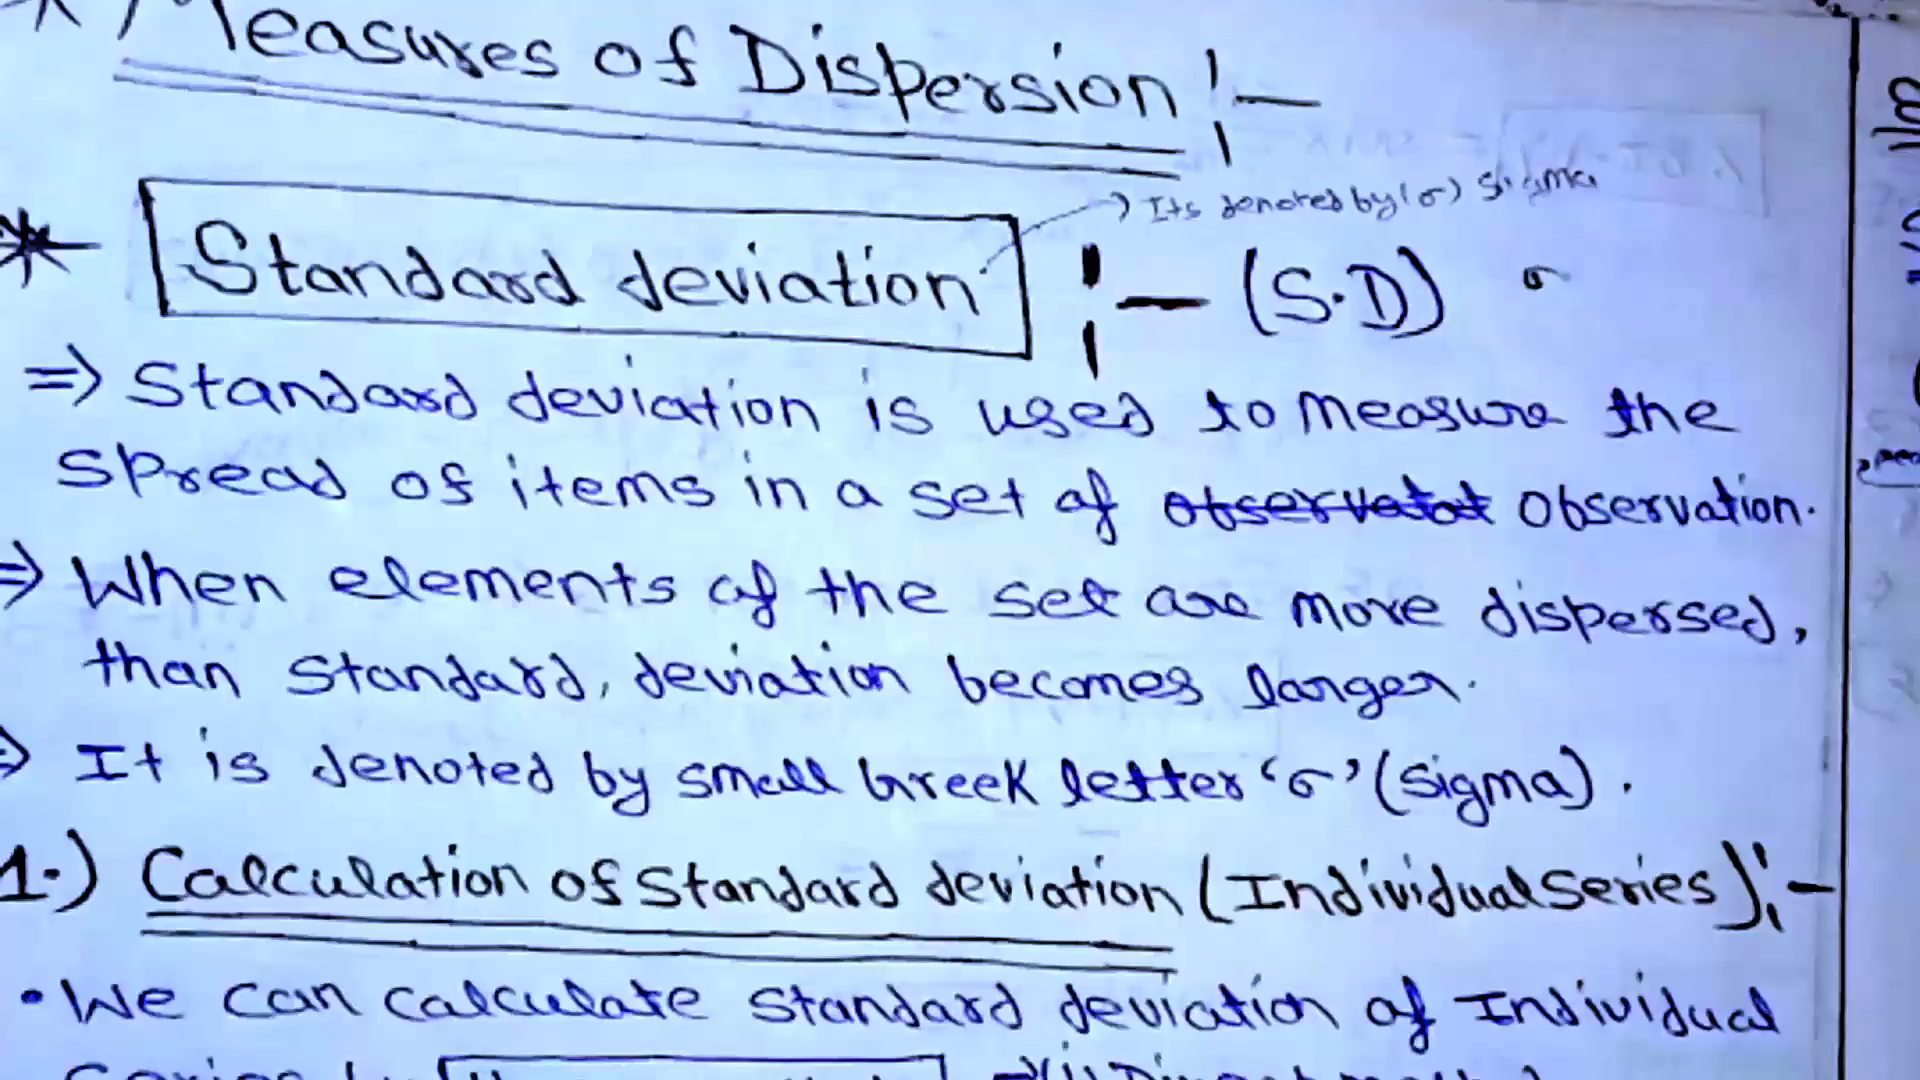 * Measures of Dispersion :-
→ Its denoted by (σ) Sigma
* Standard deviation :- (S.D) σ
⇒ Standard deviation is used to measure the
spread of items in a set of observation.
⇒ When elements of the set are more dispersed,
than standard, deviation becomes larger.
⇒ It is denoted by small Greek letter 'σ' (sigma).
1.) Calculation of Standard deviation (Individual Series) :-
• We can calculate standard deviation of Individual